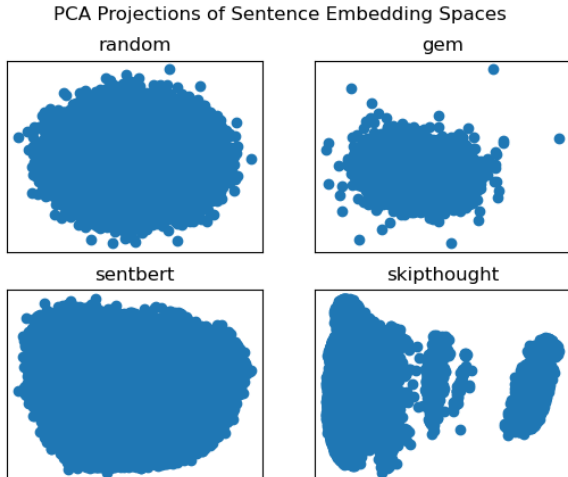 PCA Projections of Sentence Embedding Spaces
random
gem
sentbert
skipthought